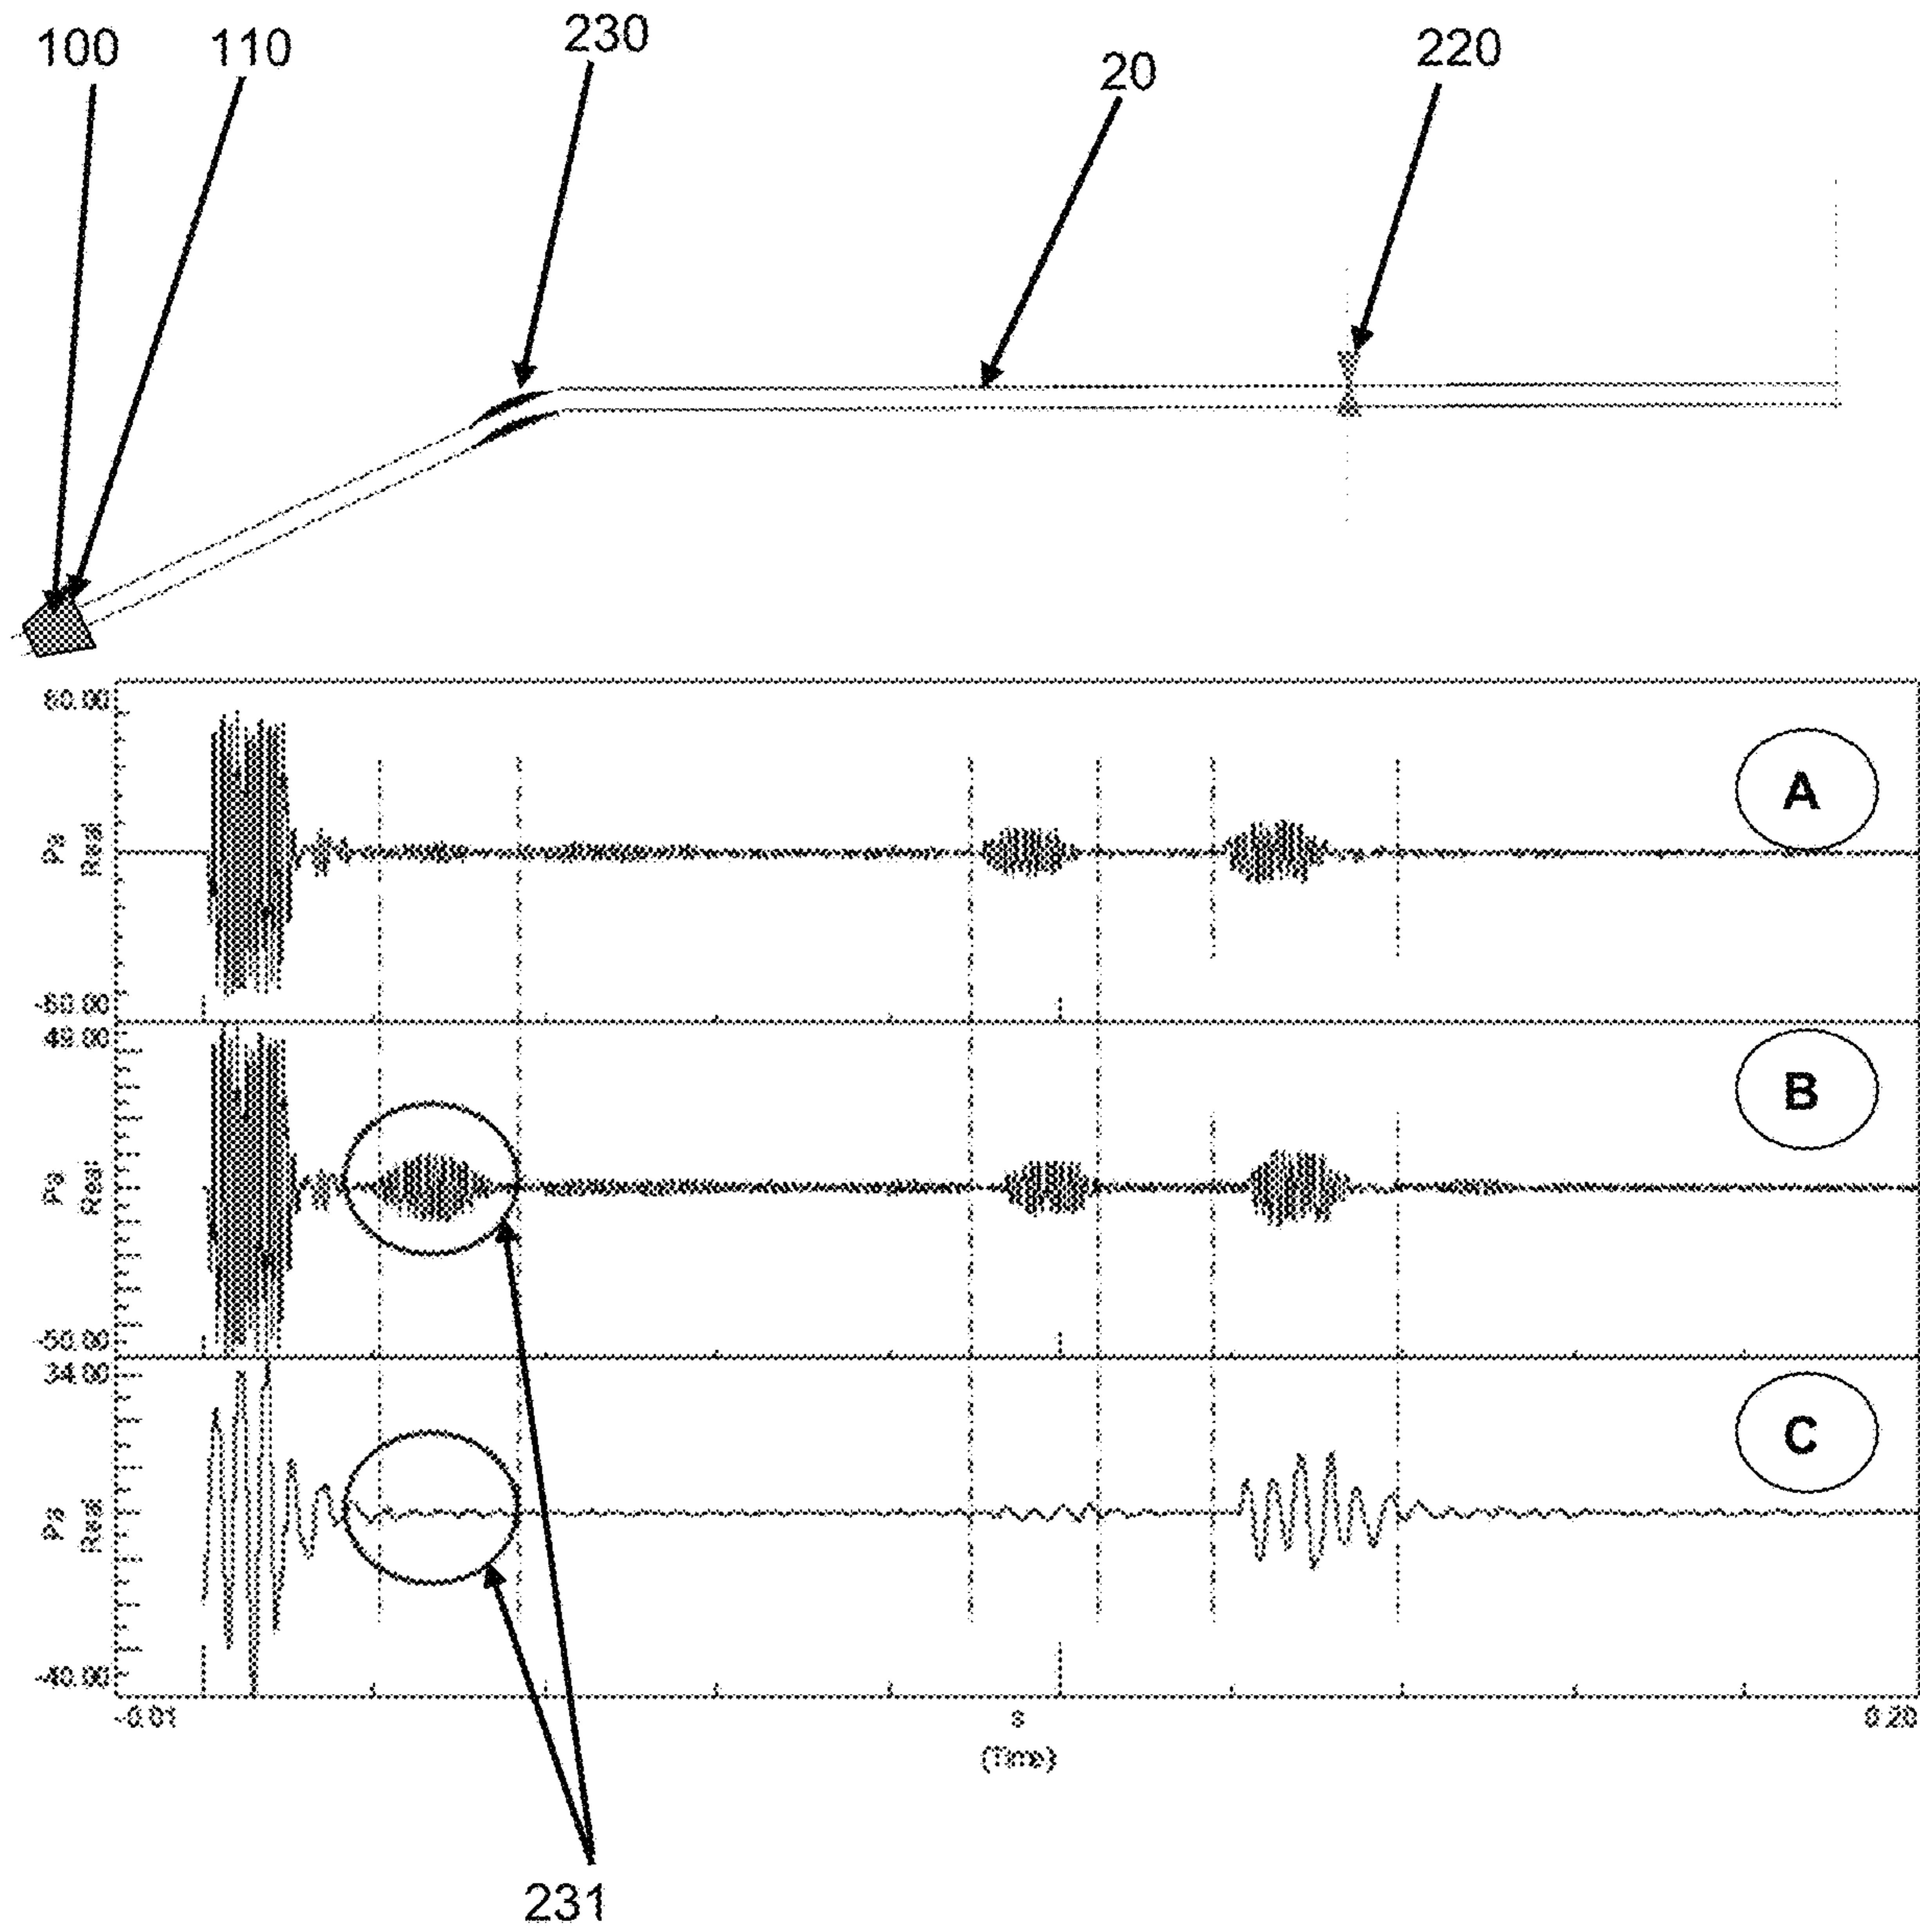 100
110
230
20
220
60.00
Pa
Real
-60.00
A
49.00
Pa
Real
-50.00
B
34.00
Pa
Real
-40.00
C
-0.01
s
0.20
(Time)
231